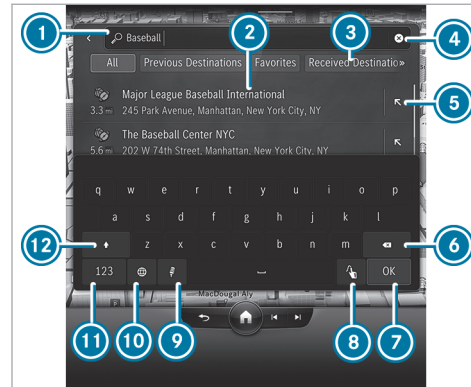 1
2
3
4
Baseball
All Previous Destinations Favorites Received Destinatio»
Major League Baseball International
3.3 mi 245 Park Avenue, Manhattan, New York City, NY
5
The Baseball Center NYC
5.6 mi 202 W 74th Street, Manhattan, New York City, NY
q w e r t y u i o p
a s d f g h j k l
12
z x c v b n m
6
123
OK
MacDougal Aly
11
10
9
8
7